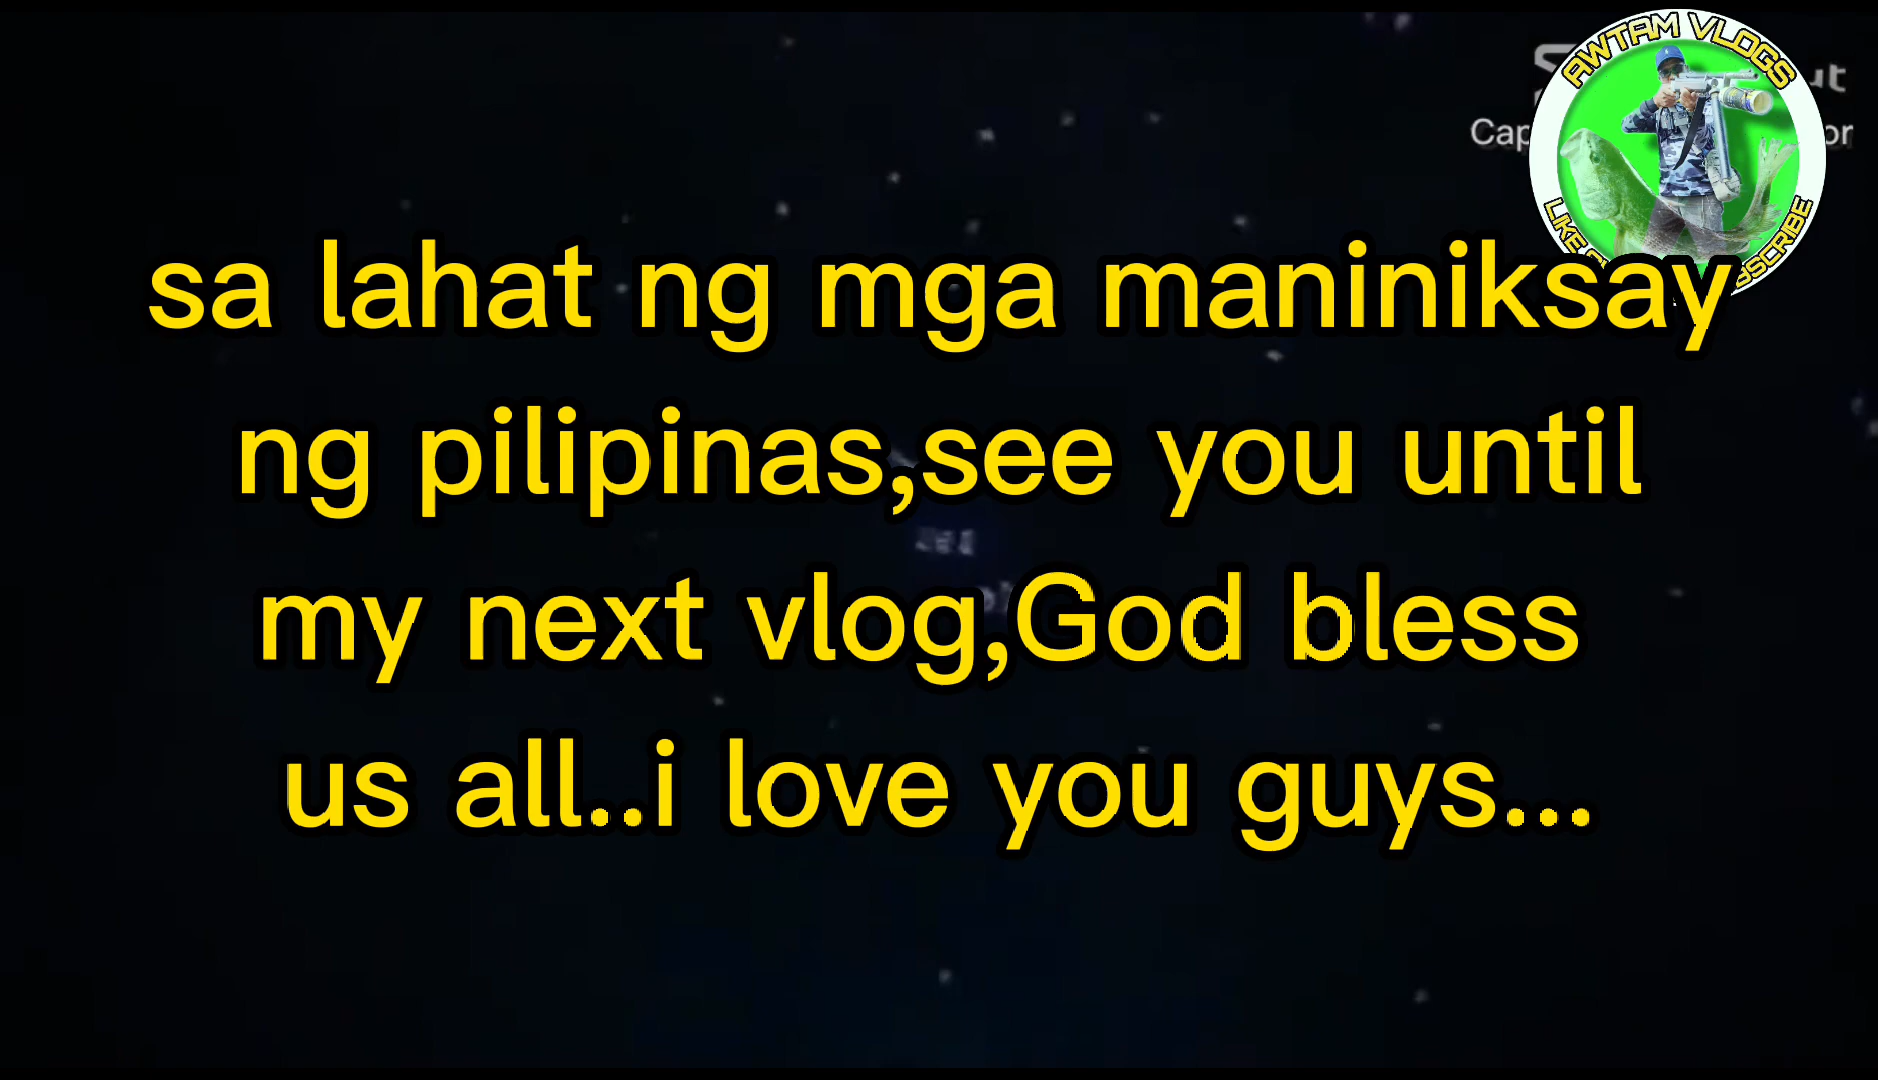 AWTAM VLOGS
sa lahat ng mga maniniksay
ng pilipinas,see you until
my next vlog,God bless
us all..i love you guys...